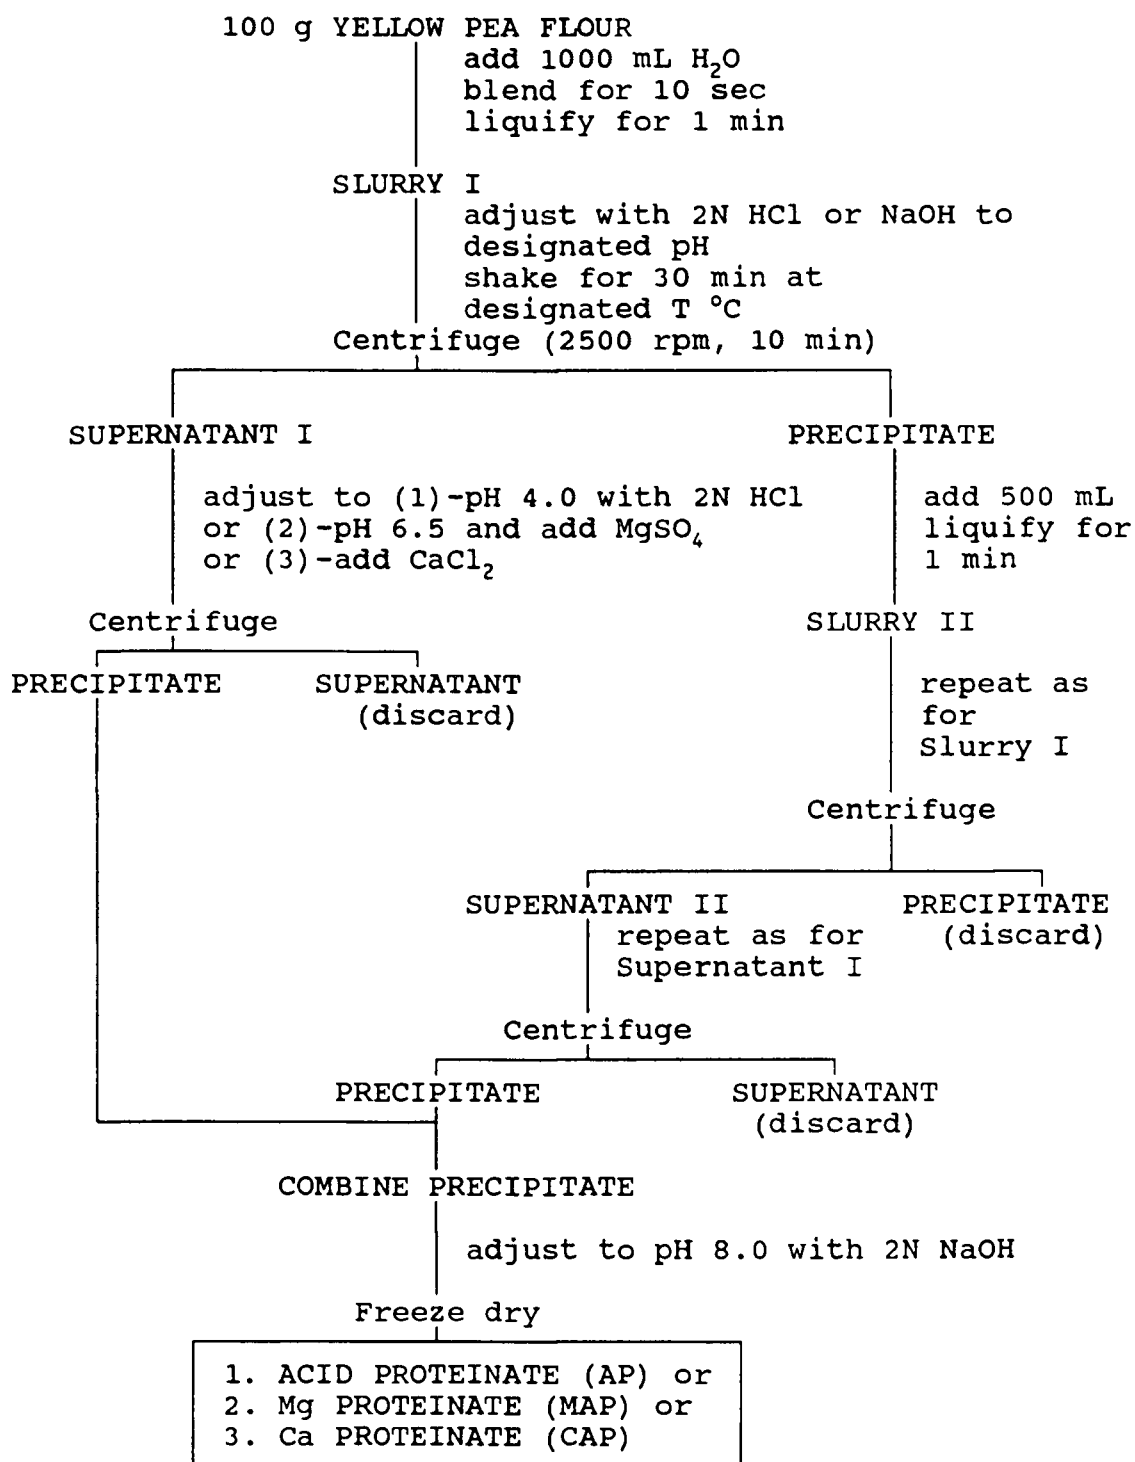 100 g YELLOW PEA FLOUR
add 1000 mL H₂O
blend for 10 sec
liquify for 1 min
SLURRY I
adjust with 2N HCl or NaOH to
designated pH
shake for 30 min at
designated T °C
Centrifuge (2500 rpm, 10 min)
SUPERNATANT I
PRECIPITATE
adjust to (1)-pH 4.0 with 2N HCl
or (2)-pH 6.5 and add MgSO₄
or (3)-add CaCl₂
add 500 mL
liquify for
1 min
Centrifuge
SLURRY II
PRECIPITATE
SUPERNATANT
(discard)
repeat as
for
Slurry I
Centrifuge
SUPERNATANT II
repeat as for
Supernatant I
PRECIPITATE
(discard)
Centrifuge
PRECIPITATE
SUPERNATANT
(discard)
COMBINE PRECIPITATE
adjust to pH 8.0 with 2N NaOH
Freeze dry
1. ACID PROTEINATE (AP) or
2. Mg PROTEINATE (MAP) or
3. Ca PROTEINATE (CAP)